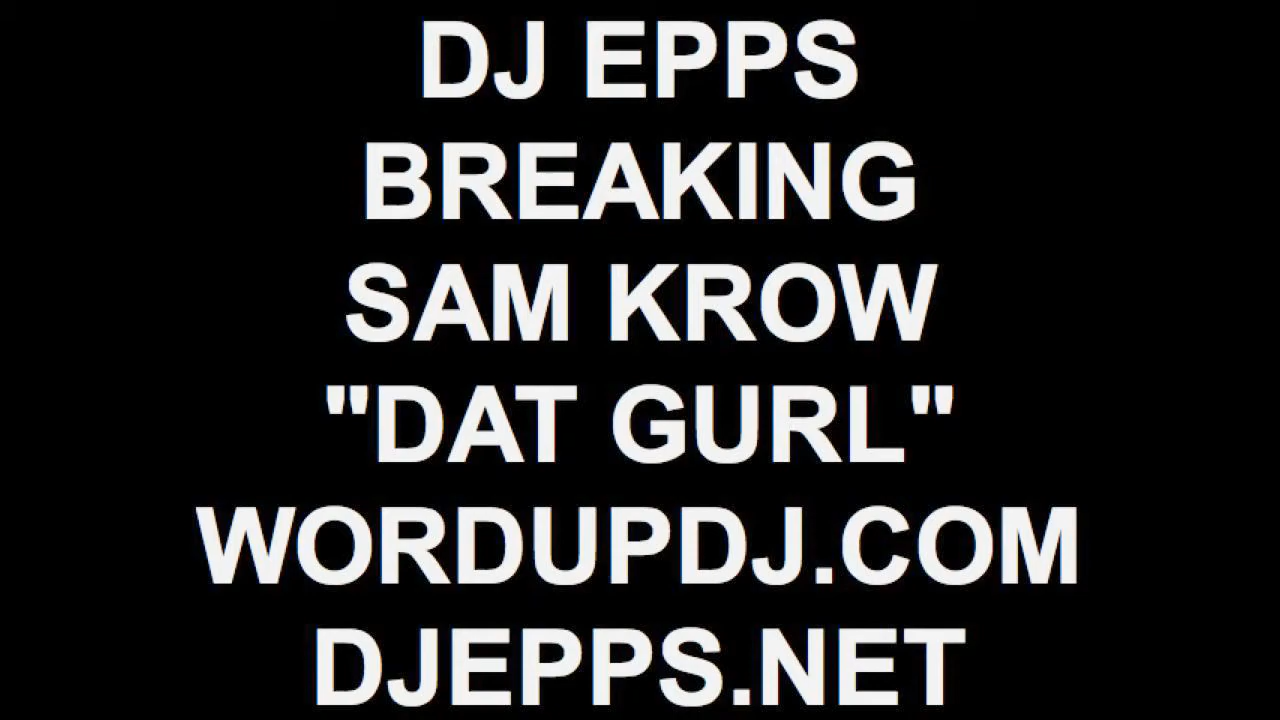 DJ EPPS
BREAKING
SAM KROW
"DAT GURL"
WORDUPDJ.COM
DJEPPS.NET